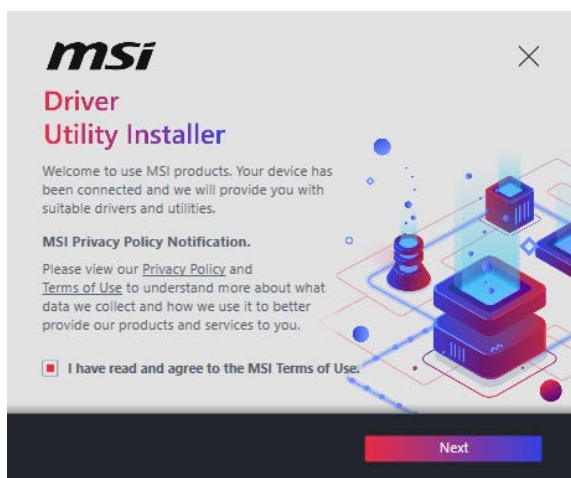 msi
Driver
Utility Installer
Welcome to use MSI products. Your device has
been connected and we will provide you with
suitable drivers and utilities.
MSI Privacy Policy Notification.
Please view our Privacy Policy and
Terms of Use to understand more about what
data we collect and how we use it to better
provide our products and services to you.
I have read and agree to the MSI Terms of Use.
Next